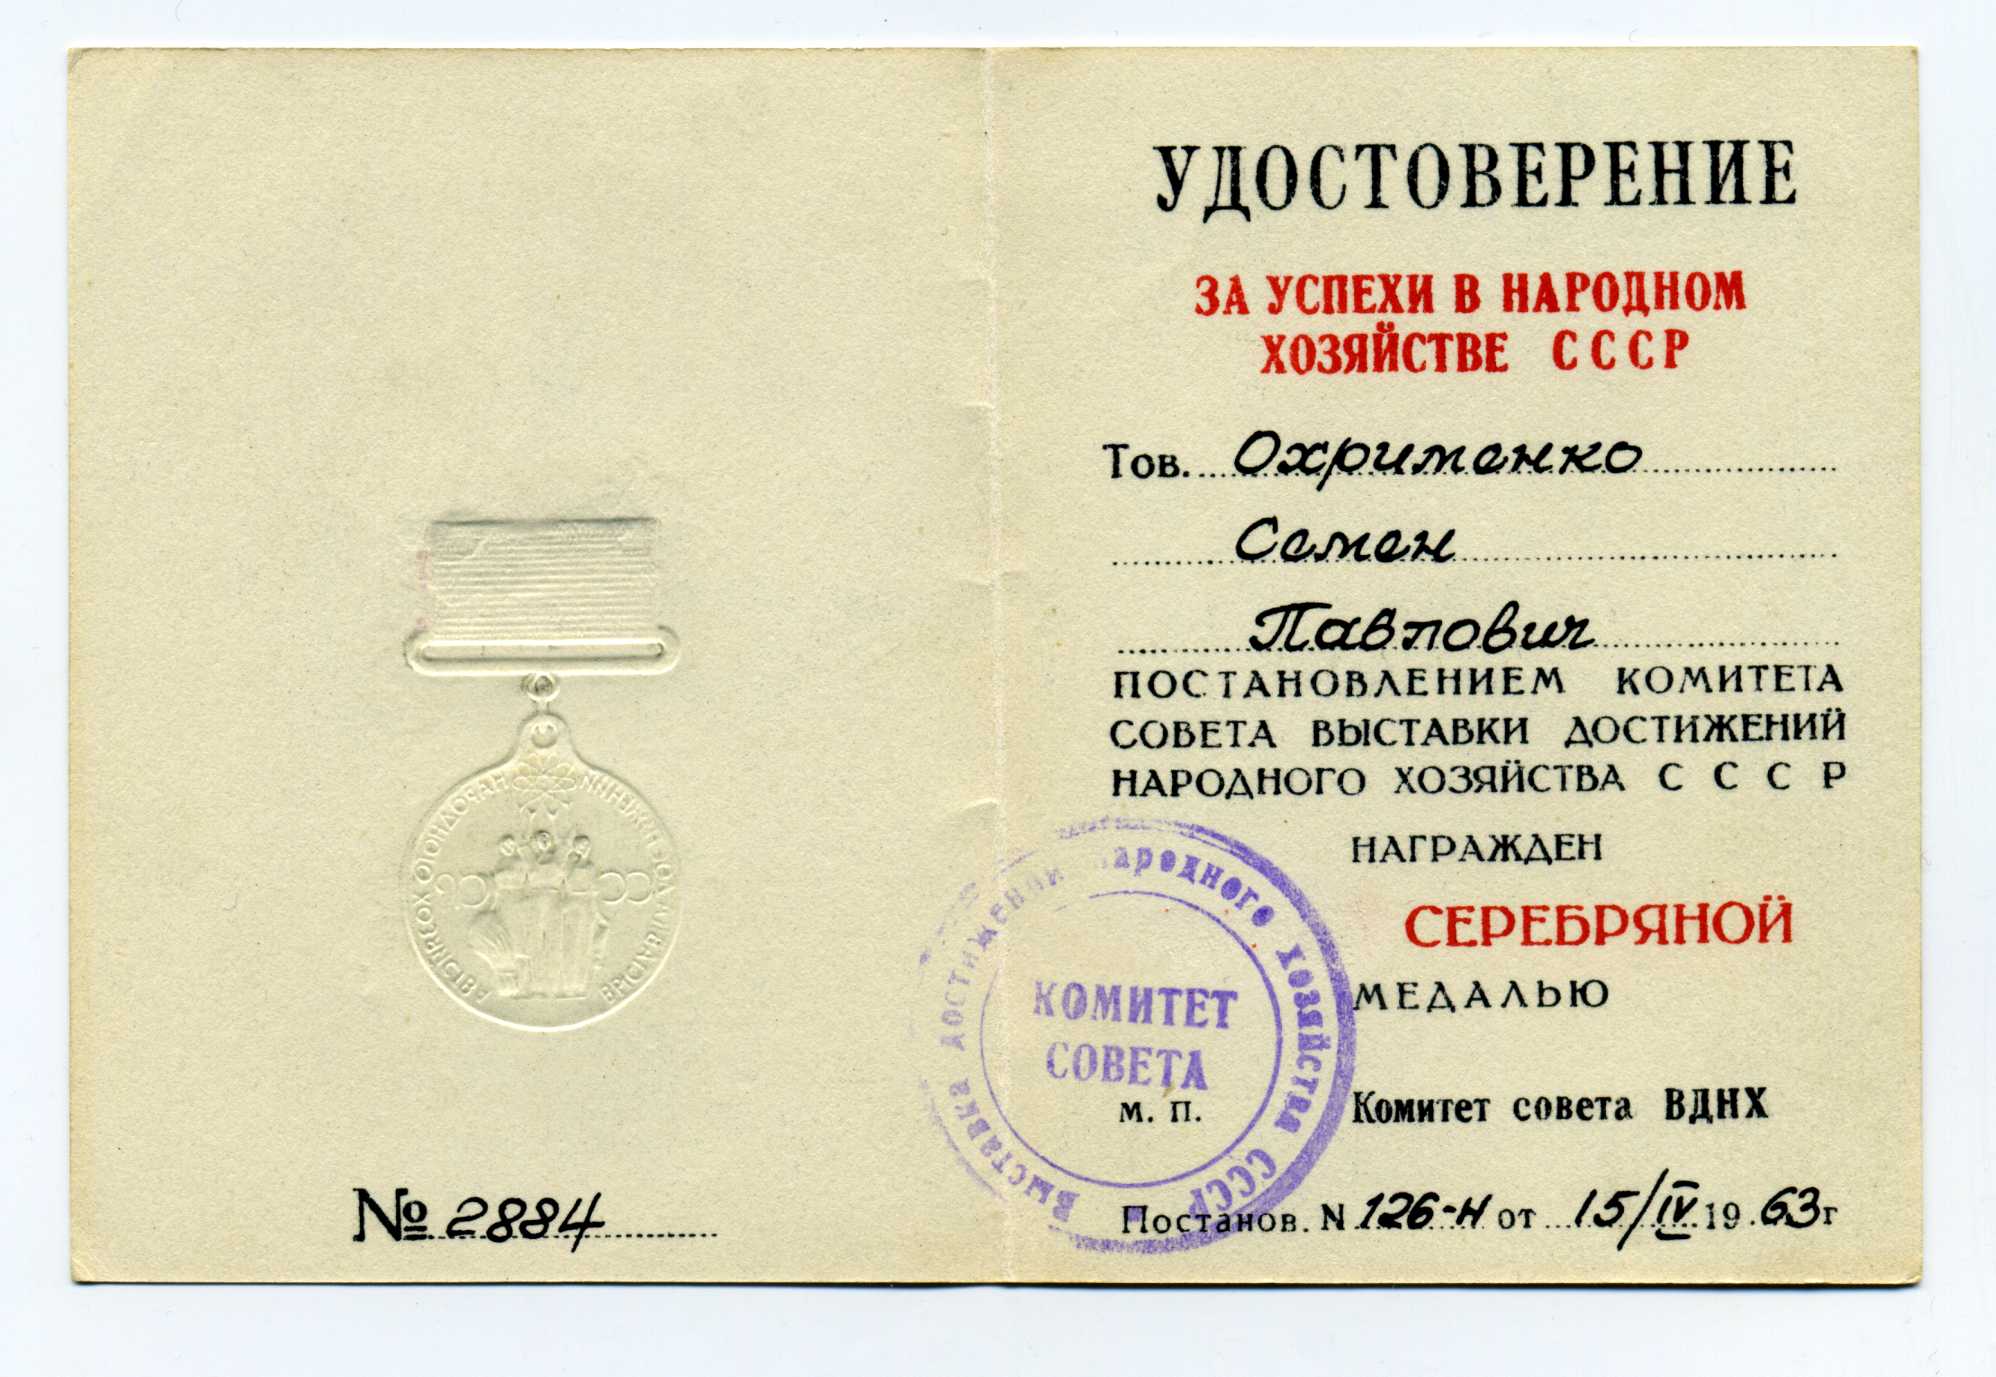 № 2884
УДОСТОВЕРЕНИЕ
ЗА УСПЕХИ В НАРОДНОМ
ХОЗЯЙСТВЕ СССР
Тов. Охрименко
Семен
Павлович
ПОСТАНОВЛЕНИЕМ КОМИТЕТА
СОВЕТА ВЫСТАВКИ ДОСТИЖЕНИЙ
НАРОДНОГО ХОЗЯЙСТВА СССР
НАГРАЖДЕН
СЕРЕБРЯНОЙ
МЕДАЛЬЮ
Выставка достижений народного хозяйства СССР
КОМИТЕТ
СОВЕТА
М. П.
Комитет совета ВДНХ
Постанов. N 126-н от 15/IV 1963г